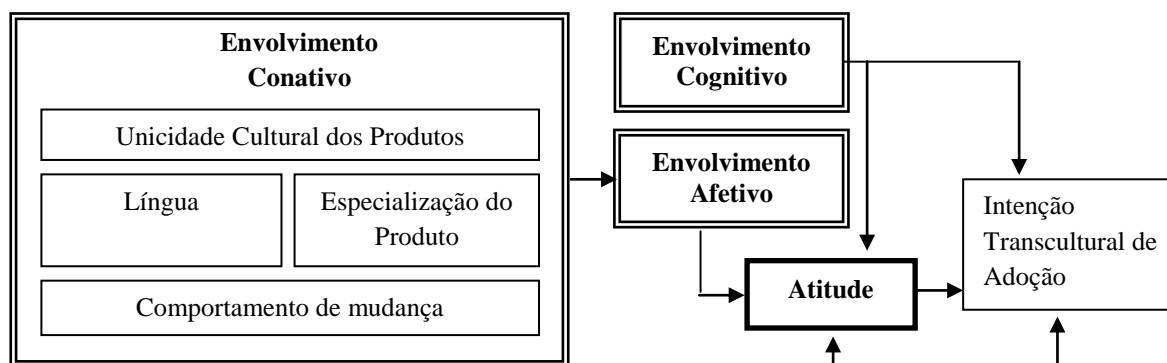 Envolvimento
Conativo
Unicidade Cultural dos Produtos
Língua
Especialização do
Produto
Comportamento de mudança
Envolvimento
Cognitivo
Envolvimento
Afetivo
Atitude
Intenção
Transcultural de
Adoção